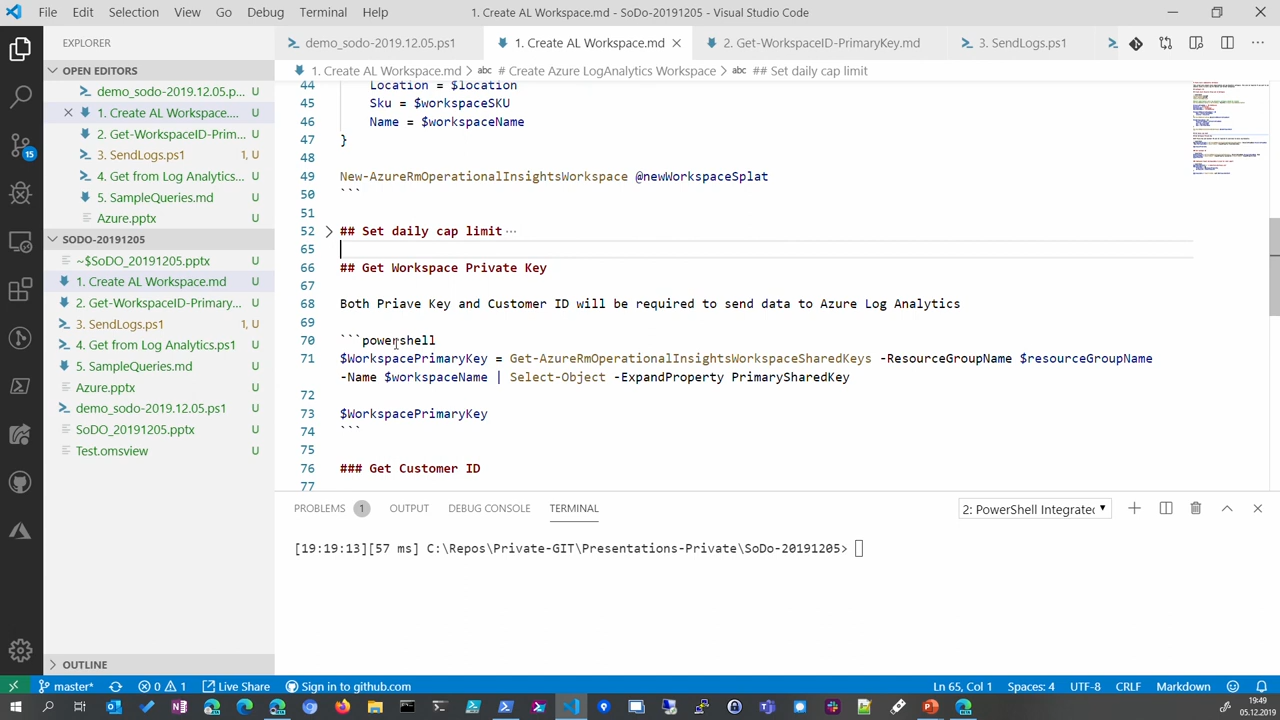 File Edit Selection View Go Debug Terminal Help
1. Create AL Workspace.md - SoDo-20191205 - Visual Studio Code
EXPLORER
demo_sodo-2019.12.05.ps1
1. Create AL Workspace.md
2. Get-WorkspaceID-PrimaryKey.md
3. SendLogs.ps1
1. Create AL Workspace.md > abc # Create Azure LogAnalytics Workspace > abc ## Set daily cap limit
OPEN EDITORS
demo_sodo-2019.12.05.p... U
1. Create AL Workspace.... U
2. Get-WorkspaceID-Prim... U
3. SendLogs.ps1 1, U
4. Get from Log Analytics... U
5. SampleQueries.md U
Azure.pptx U
SODO-20191205
~$SoDO_20191205.pptx U
1. Create AL Workspace.md U
2. Get-WorkspaceID-Primary... U
3. SendLogs.ps1 1, U
4. Get from Log Analytics.ps1 U
5. SampleQueries.md U
Azure.pptx U
demo_sodo-2019.12.05.ps1 U
SoDO_20191205.pptx U
Test.omsview U
OUTLINE
15
44 Location = $location
45 Sku = $workspaceSKU
46 Name = $workspaceName
47 }
48
49 New-AzureRmOperationalInsightsWorkspace @newWorkspaceSplat
50 ```
51
52 ## Set daily cap limit ...
65
66 ## Get Workspace Private Key
67
68 Both Priave Key and Customer ID will be required to send data to Azure Log Analytics
69
70 ```powershell
71 $WorkspacePrimaryKey = Get-AzureRmOperationalInsightsWorkspaceSharedKeys -ResourceGroupName $resourceGroupName
-Name $workspaceName | Select-Object -ExpandProperty PrimarySharedKey
72
73 $WorkspacePrimaryKey
74 ```
75
76 ### Get Customer ID
77
PROBLEMS 1 OUTPUT DEBUG CONSOLE TERMINAL
2: PowerShell Integrated
[19:19:13][57 ms] C:\Repos\Private-GIT\Presentations-Private\SoDo-20191205>
master* 0 1 Live Share Sign in to github.com
Ln 65, Col 1 Spaces: 4 UTF-8 CRLF Markdown
19:49
05.12.2019